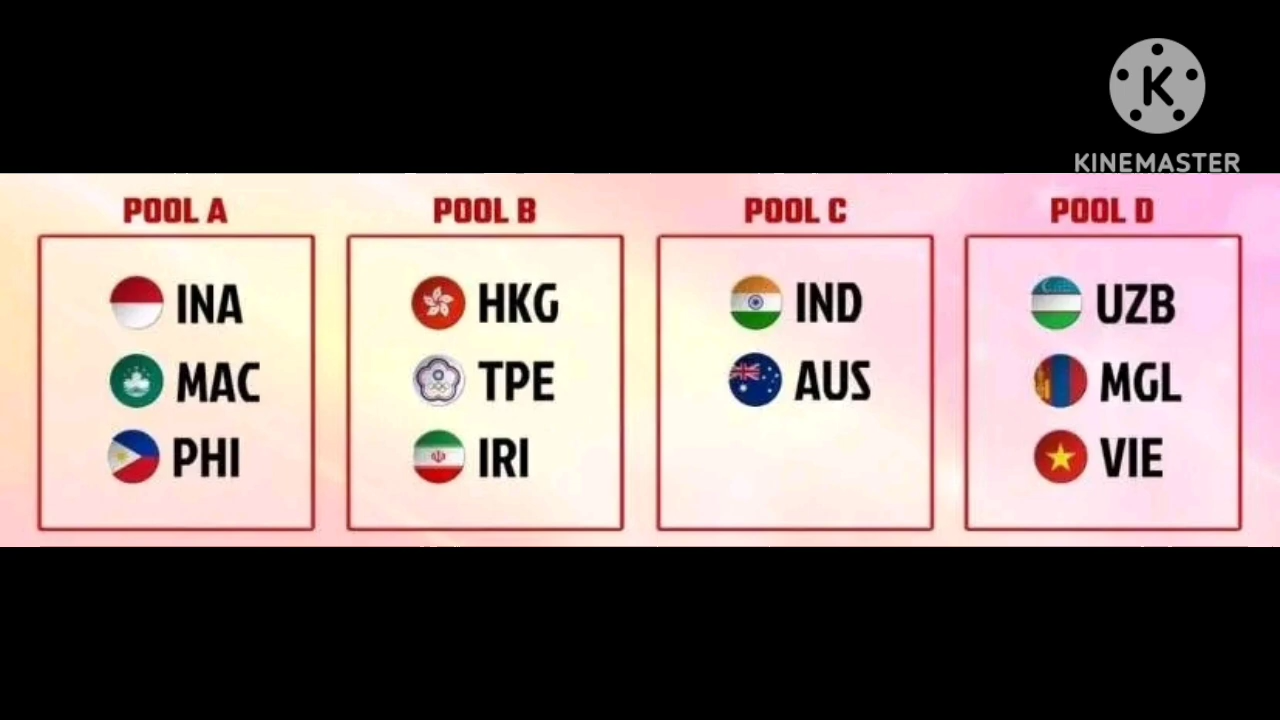 K
KINEMASTER
POOL A
INA
MAC
PHI
POOL B
HKG
TPE
IRI
POOL C
IND
AUS
POOL D
UZB
MGL
VIE